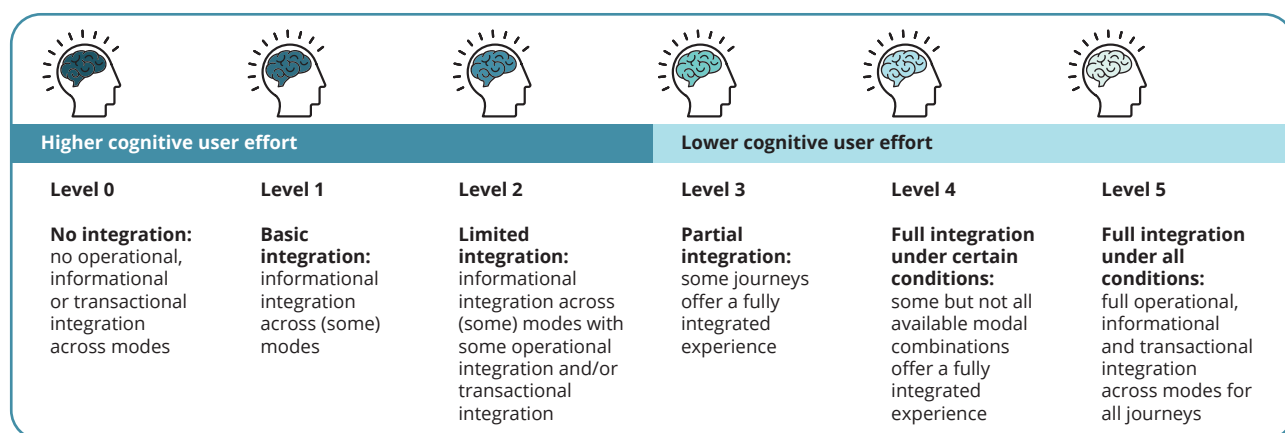 Higher cognitive user effort
Lower cognitive user effort
Level 0
No integration:
no operational,
informational
or transactional
integration
across modes
Level 1
Basic
integration:
informational
integration
across (some)
modes
Level 2
Limited
integration:
informational
integration across
(some) modes with
some operational
integration and/or
transactional
integration
Level 3
Partial
integration:
some journeys
offer a fully
integrated
experience
Level 4
Full integration
under certain
conditions:
some but not all
available modal
combinations
offer a fully
integrated
experience
Level 5
Full integration
under all
conditions:
full operational,
informational
and transactional
integration
across modes for
all journeys